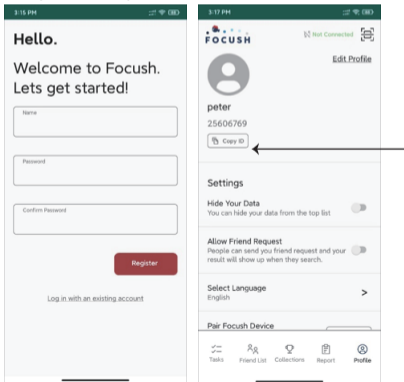 3:15 PM
Hello.
Welcome to Focush.
Lets get started!
Name
Password
Confirm Password
Register
Log in with an existing account
3:17 PM
FOCUSH
Not Connected
Edit Profile
peter
25606769
Copy ID
Settings
Hide Your Data
You can hide your data from the top list
Allow Friend Request
People can send you friend request and your
result will show up when they search.
Select Language
English
>
Pair Focush Device
Tasks
Friend List
Collections
Report
Profile